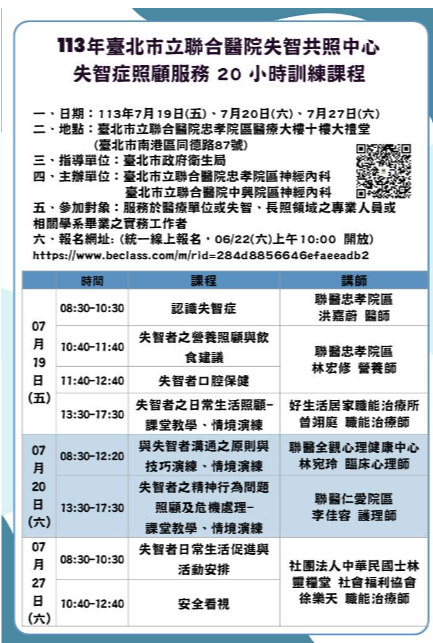 113年臺北市立聯合醫院失智共照中心
失智症照顧服務 20 小時訓練課程
一、日期：113年7月19日(五)、7月20日(六)、7月27日(六)
二、地點：臺北市立聯合醫院忠孝院區醫療大樓十樓大禮堂
(臺北市南港區同德路87號)
三、指導單位：臺北市政府衛生局
四、主辦單位：臺北市立聯合醫院忠孝院區神經內科
臺北市立聯合醫院中興院區神經內科
五、參加對象：服務於醫療單位或失智、長照領域之專業人員或
相關學系畢業之實務工作者
六、報名網址：(統一線上報名，06/22(六)上午10:00 開放)
https://www.beclass.com/m/rid=284d8856646efaeeadb2
時間 課程 講師
07月19日(五)
08:30-10:30 認識失智症 聯醫忠孝院區
洪嘉蔚 醫師
10:40-11:40 失智者之營養照顧與飲
食建議
聯醫忠孝院區
林宏修 營養師
11:40-12:40 失智者口腔保健
13:30-17:30 失智者之日常生活照顧-
課堂教學、情境演練
好生活居家職能治療所
曾翊庭 職能治療師
07月20日(六)
08:30-12:20 與失智者溝通之原則與
技巧演練、情境演練
聯醫全觀心理健康中心
林宛玲 臨床心理師
13:30-17:30 失智者之精神行為問題
照顧及危機處理-
課堂教學、情境演練
聯醫仁愛院區
李佳容 護理師
07月27日(六)
08:30-10:30 失智者日常生活促進與
活動安排
10:40-12:40 安全看視
社團法人中華民國士林
靈糧堂 社會福利協會
徐樂天 職能治療師